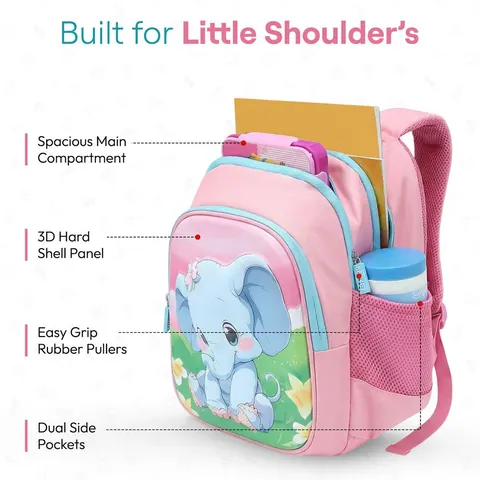 Built for Little Shoulder's
Spacious Main
Compartment
3D Hard
Shell Panel
Easy Grip
Rubber Pullers
Dual Side
Pockets